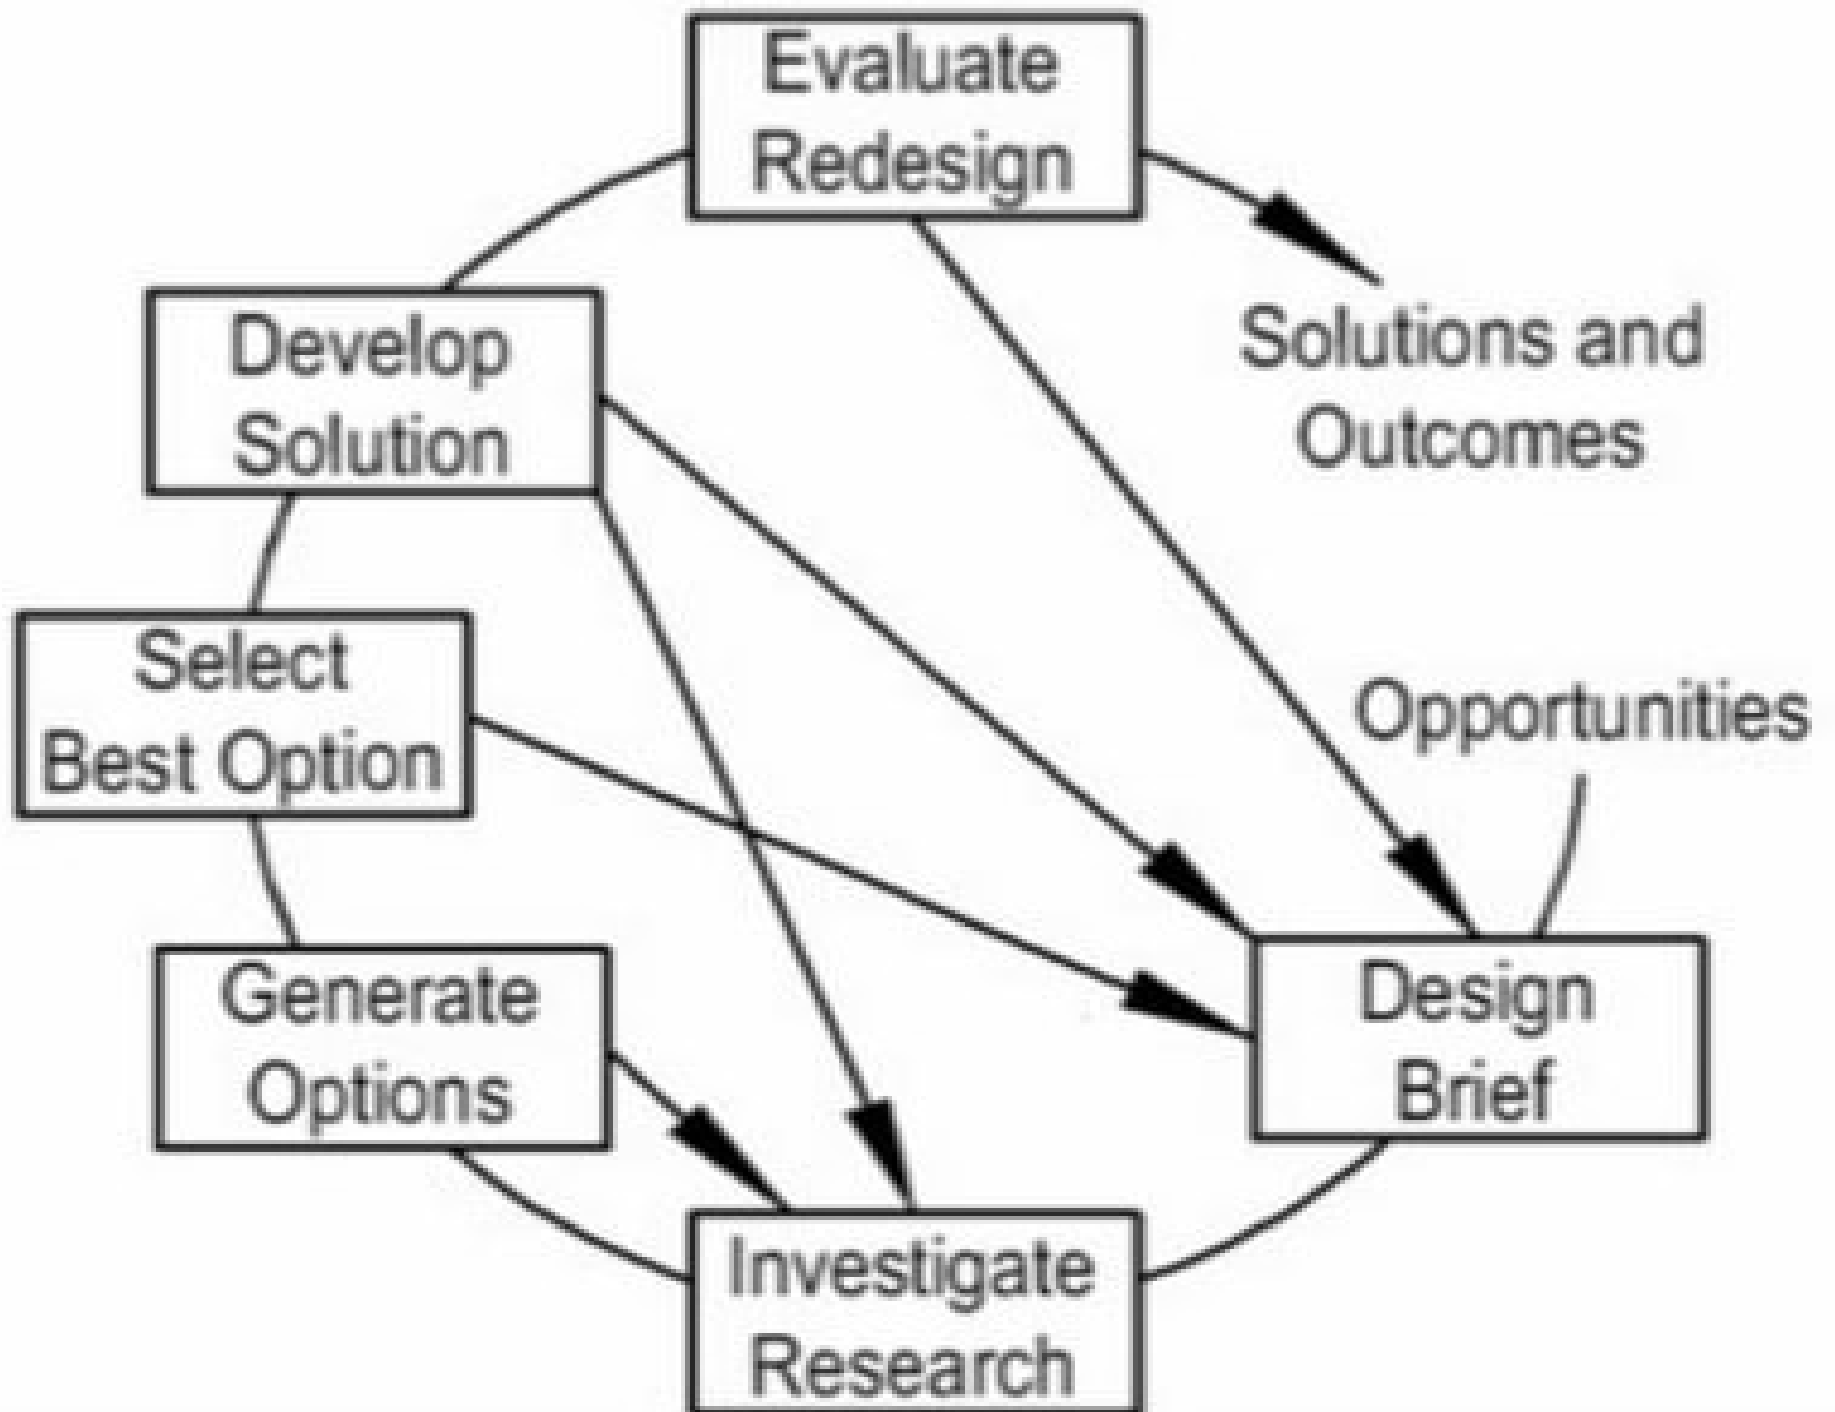 Evaluate
Redesign
Develop
Solution
Solutions and
Outcomes
Select
Best Option
Opportunities
Generate
Options
Design
Brief
Investigate
Research